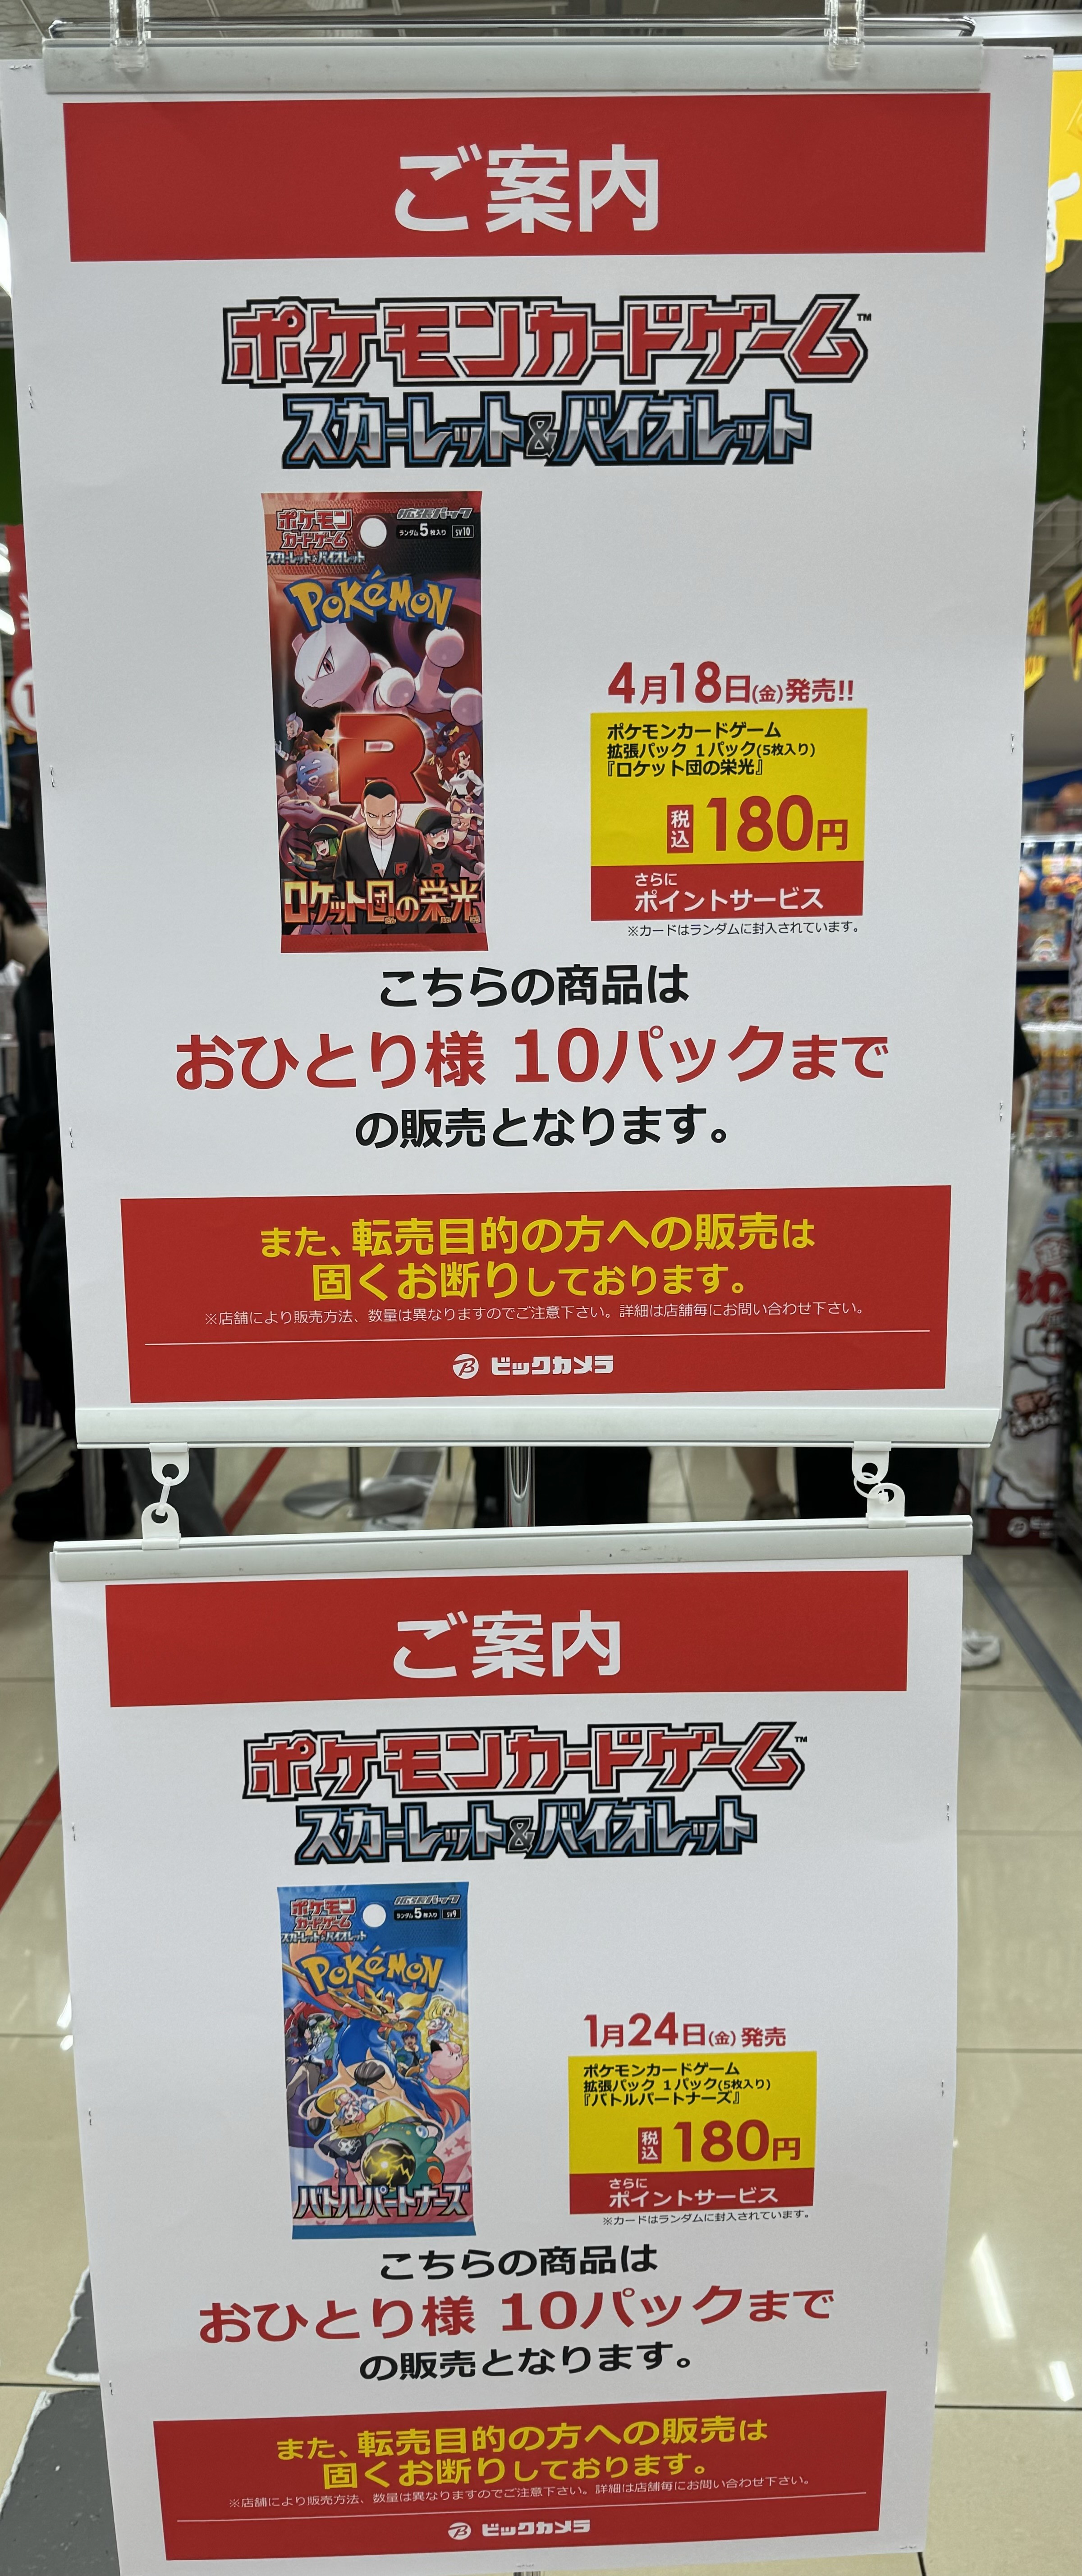 ご案内
ポケモンカードゲーム™
スカーレット&バイオレット
ポケモン
カードゲーム
スカーレット&バイオレット
拡張パック
ランダム5枚入り SV10
POKéMON
R
R R
ロケット団の栄光
4月18日(金)発売!!
ポケモンカードゲーム
拡張パック 1パック(5枚入り)
『ロケット団の栄光』
税込 180円
さらに
ポイントサービス
※カードはランダムに封入されています。
こちらの商品は
おひとり様 10パックまで
の販売となります。
また、転売目的の方への販売は
固くお断りしております。
※店舗により販売方法、数量は異なりますのでご注意下さい。詳細は店舗毎にお問い合わせ下さい。
B ビックカメラ
ご案内
ポケモンカードゲーム™
スカーレット&バイオレット
ポケモン
カードゲーム
スカーレット&バイオレット
拡張パック
ランダム5枚入り SV9
POKéMON
バトルパートナーズ
1月24日(金)発売
ポケモンカードゲーム
拡張パック 1パック(5枚入り)
『バトルパートナーズ』
税込 180円
さらに
ポイントサービス
※カードはランダムに封入されています。
こちらの商品は
おひとり様 10パックまで
の販売となります。
また、転売目的の方への販売は
固くお断りしております。
※店舗により販売方法、数量は異なりますのでご注意下さい。詳細は店舗毎にお問い合わせ下さい。
B ビックカメラ